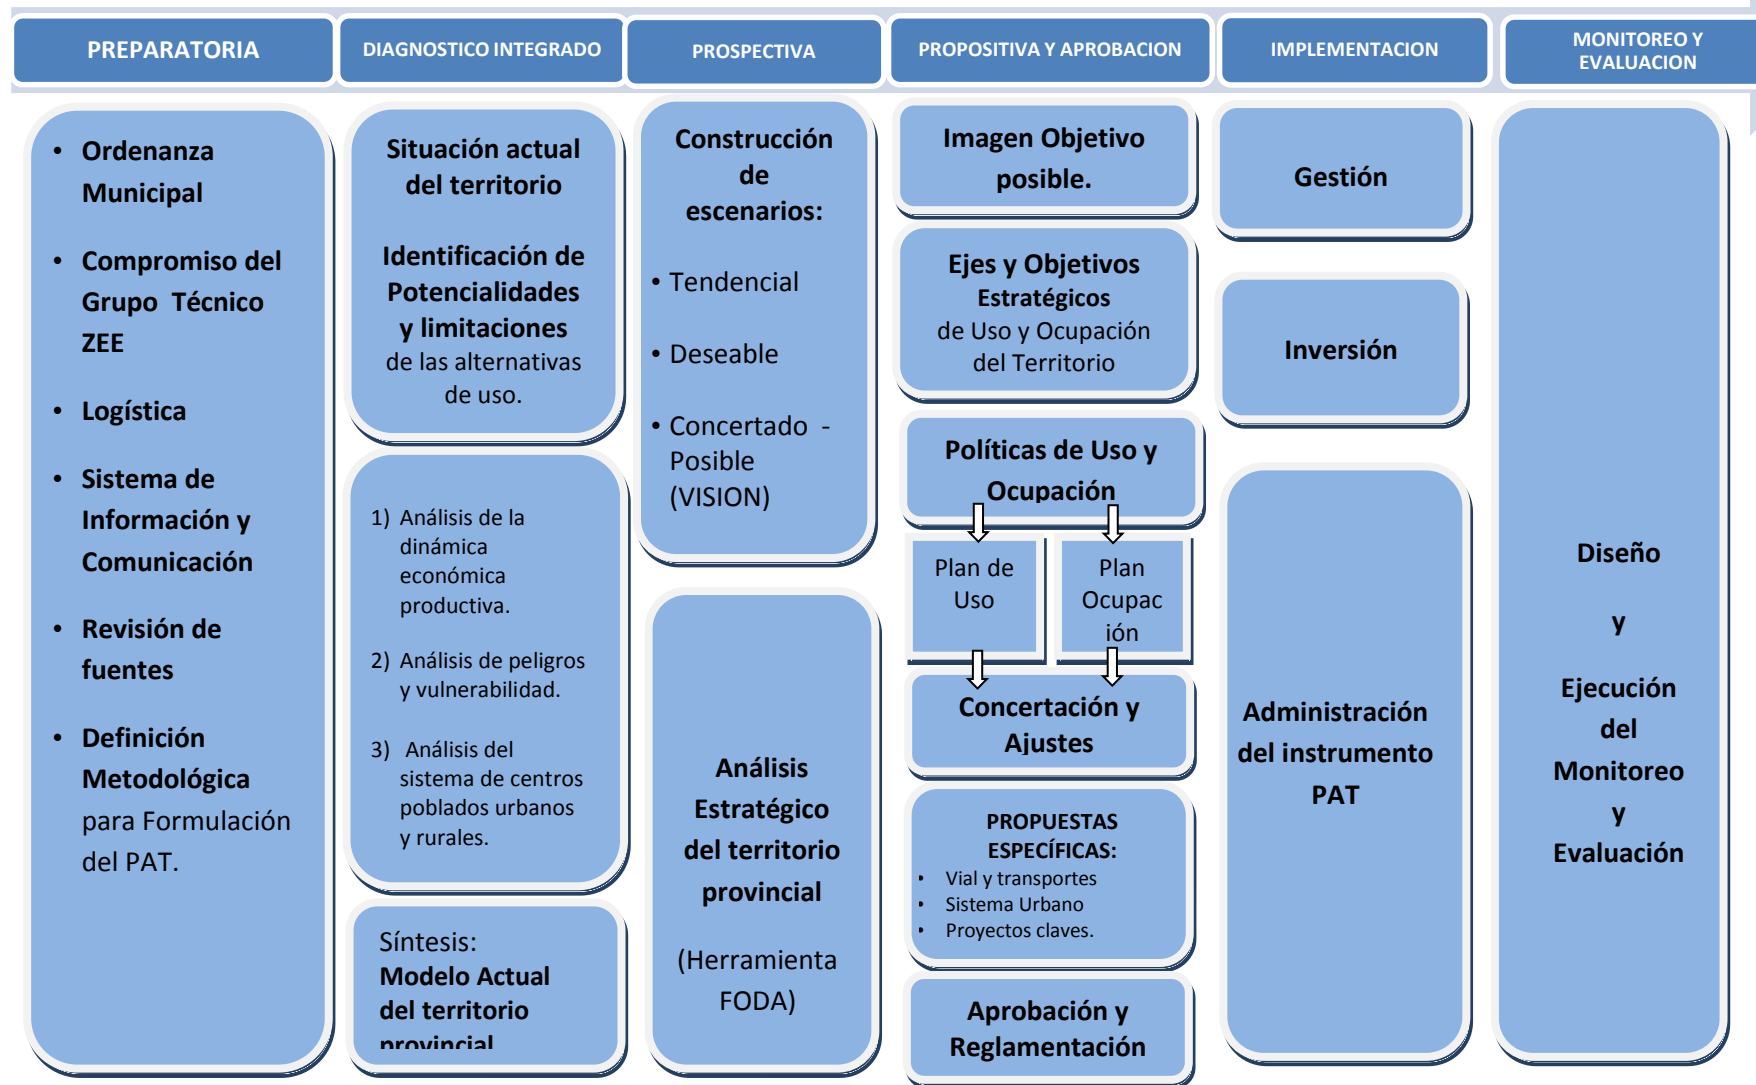 PREPARATORIA
DIAGNOSTICO INTEGRADO
PROSPECTIVA
PROPOSITIVA Y APROBACION
IMPLEMENTACION
MONITOREO Y
EVALUACION
• Ordenanza
Municipal
• Compromiso del
Grupo Técnico
ZEE
• Logística
• Sistema de
Información y
Comunicación
• Revisión de
fuentes
• Definición
Metodológica
para Formulación
del PAT.
Situación actual
del territorio
Identificación de
Potencialidades
y limitaciones
de las alternativas
de uso.
1) Análisis de la
dinámica
económica
productiva.
2) Análisis de peligros
y vulnerabilidad.
3) Análisis del
sistema de centros
poblados urbanos
y rurales.
Síntesis:
Modelo Actual
del territorio
provincial
Construcción
de
escenarios:
• Tendencial
• Deseable
• Concertado -
Posible
(VISION)
Análisis
Estratégico
del territorio
provincial
(Herramienta
FODA)
Imagen Objetivo
posible.
Ejes y Objetivos
Estratégicos
de Uso y Ocupación
del Territorio
Políticas de Uso y
Ocupación
Plan de
Uso
Plan
Ocupac
ión
Concertación y
Ajustes
PROPUESTAS
ESPECÍFICAS:
• Vial y transportes
• Sistema Urbano
• Proyectos claves.
Aprobación y
Reglamentación
Gestión
Inversión
Administración
del instrumento
PAT
Diseño
y
Ejecución
del
Monitoreo
y
Evaluación